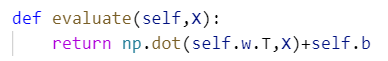 def evaluate(self,X):
    return np.dot(self.w.T,X)+self.b